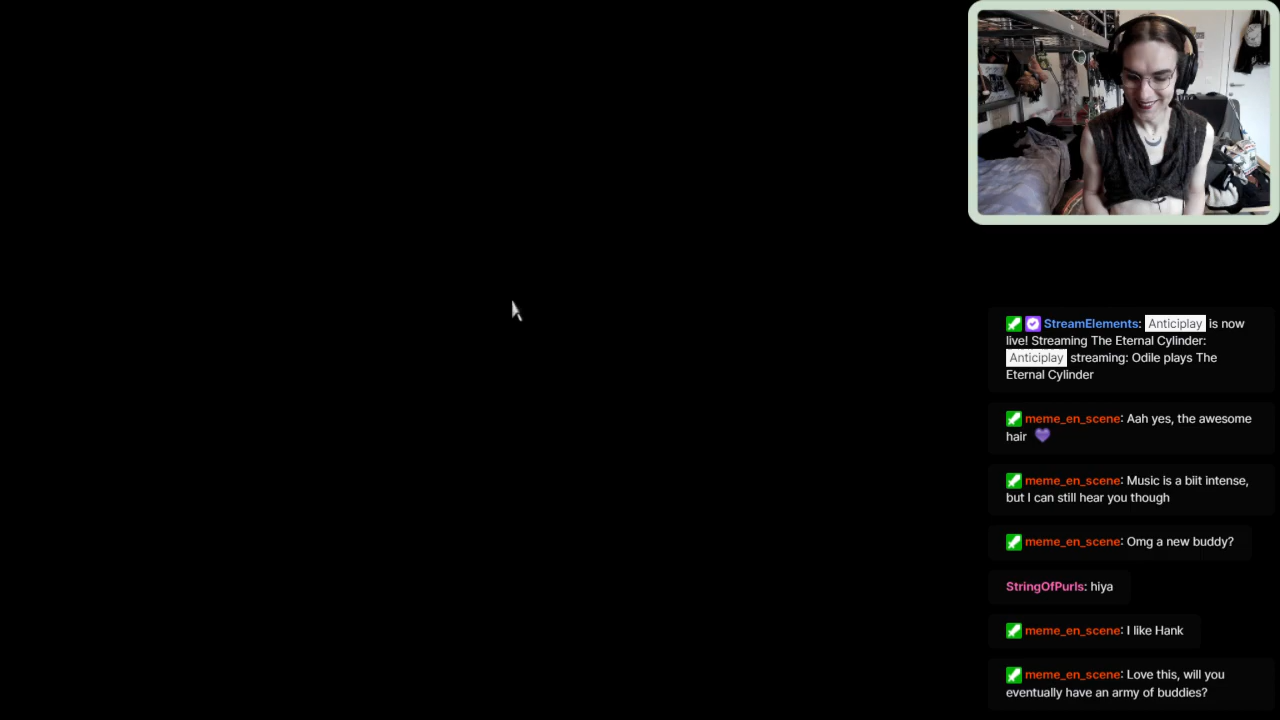 StreamElements: Anticiplay is now
live! Streaming The Eternal Cylinder:
Anticiplay streaming: Odile plays The
Eternal Cylinder
meme_en_scene: Aah yes, the awesome
hair
meme_en_scene: Music is a biit intense,
but I can still hear you though
meme_en_scene: Omg a new buddy?
StringOfPurls: hiya
meme_en_scene: I like Hank
meme_en_scene: Love this, will you
eventually have an army of buddies?